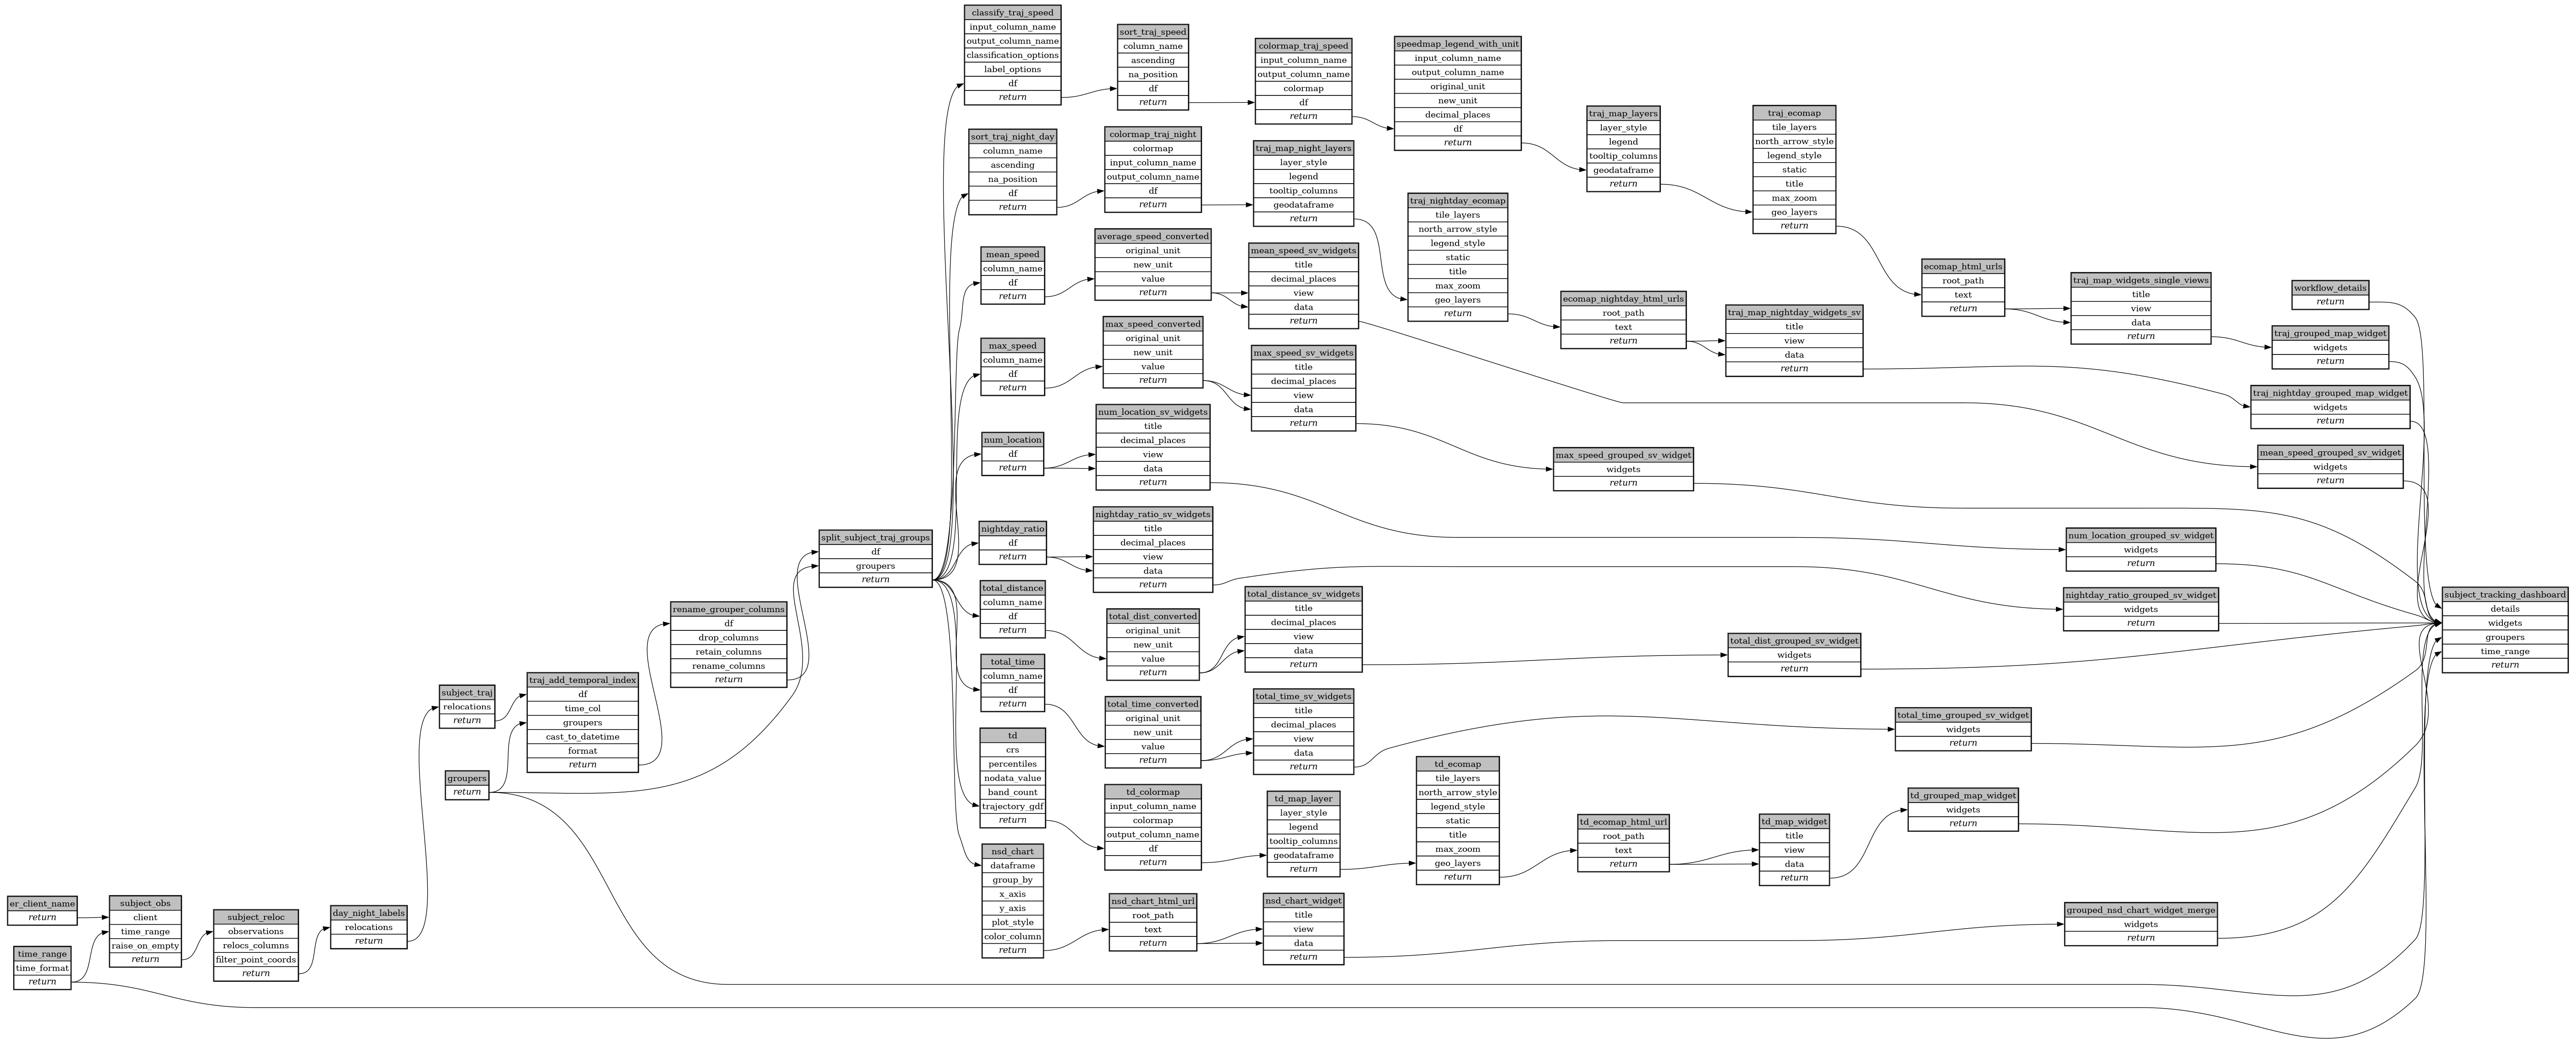 classify_traj_speed
input_column_name
output_column_name
classification_options
label_options
df
return
sort_traj_speed
column_name
ascending
na_position
df
return
colormap_traj_speed
input_column_name
output_column_name
colormap
df
return
speedmap_legend_with_unit
input_column_name
output_column_name
original_unit
new_unit
decimal_places
df
return
traj_map_layers
layer_style
legend
tooltip_columns
geodataframe
return
traj_ecomap
tile_layers
north_arrow_style
legend_style
static
title
max_zoom
geo_layers
return
ecomap_html_urls
root_path
text
return
traj_map_widgets_single_views
title
view
data
return
workflow_details
return
traj_grouped_map_widget
widgets
return
sort_traj_night_day
column_name
ascending
na_position
df
return
colormap_traj_night
colormap
input_column_name
output_column_name
df
return
traj_map_night_layers
layer_style
legend
tooltip_columns
geodataframe
return
traj_nightday_ecomap
tile_layers
north_arrow_style
legend_style
static
title
max_zoom
geo_layers
return
ecomap_nightday_html_urls
root_path
text
return
traj_map_nightday_widgets_sv
title
view
data
return
traj_nightday_grouped_map_widget
widgets
return
mean_speed
column_name
df
return
average_speed_converted
original_unit
new_unit
value
return
mean_speed_sv_widgets
title
decimal_places
view
data
return
mean_speed_grouped_sv_widget
widgets
return
max_speed
column_name
df
return
max_speed_converted
original_unit
new_unit
value
return
max_speed_sv_widgets
title
decimal_places
view
data
return
max_speed_grouped_sv_widget
widgets
return
num_location
df
return
num_location_sv_widgets
title
decimal_places
view
data
return
num_location_grouped_sv_widget
widgets
return
nightday_ratio
df
return
nightday_ratio_sv_widgets
title
decimal_places
view
data
return
nightday_ratio_grouped_sv_widget
widgets
return
split_subject_traj_groups
df
groupers
return
total_distance
column_name
df
return
total_dist_converted
original_unit
new_unit
value
return
total_distance_sv_widgets
title
decimal_places
view
data
return
total_dist_grouped_sv_widget
widgets
return
subject_tracking_dashboard
details
widgets
groupers
time_range
return
rename_grouper_columns
df
drop_columns
retain_columns
rename_columns
return
total_time
column_name
df
return
total_time_converted
original_unit
new_unit
value
return
total_time_sv_widgets
title
decimal_places
view
data
return
total_time_grouped_sv_widget
widgets
return
subject_traj
relocations
return
traj_add_temporal_index
df
time_col
groupers
cast_to_datetime
format
return
groupers
return
td
crs
percentiles
nodata_value
band_count
trajectory_gdf
return
td_colormap
input_column_name
colormap
output_column_name
df
return
td_map_layer
layer_style
legend
tooltip_columns
geodataframe
return
td_ecomap
tile_layers
north_arrow_style
legend_style
static
title
max_zoom
geo_layers
return
td_ecomap_html_url
root_path
text
return
td_map_widget
title
view
data
return
td_grouped_map_widget
widgets
return
er_client_name
return
time_range
time_format
return
subject_obs
client
time_range
raise_on_empty
return
subject_reloc
observations
relocs_columns
filter_point_coords
return
day_night_labels
relocations
return
nsd_chart
dataframe
group_by
x_axis
y_axis
plot_style
color_column
return
nsd_chart_html_url
root_path
text
return
nsd_chart_widget
title
view
data
return
grouped_nsd_chart_widget_merge
widgets
return